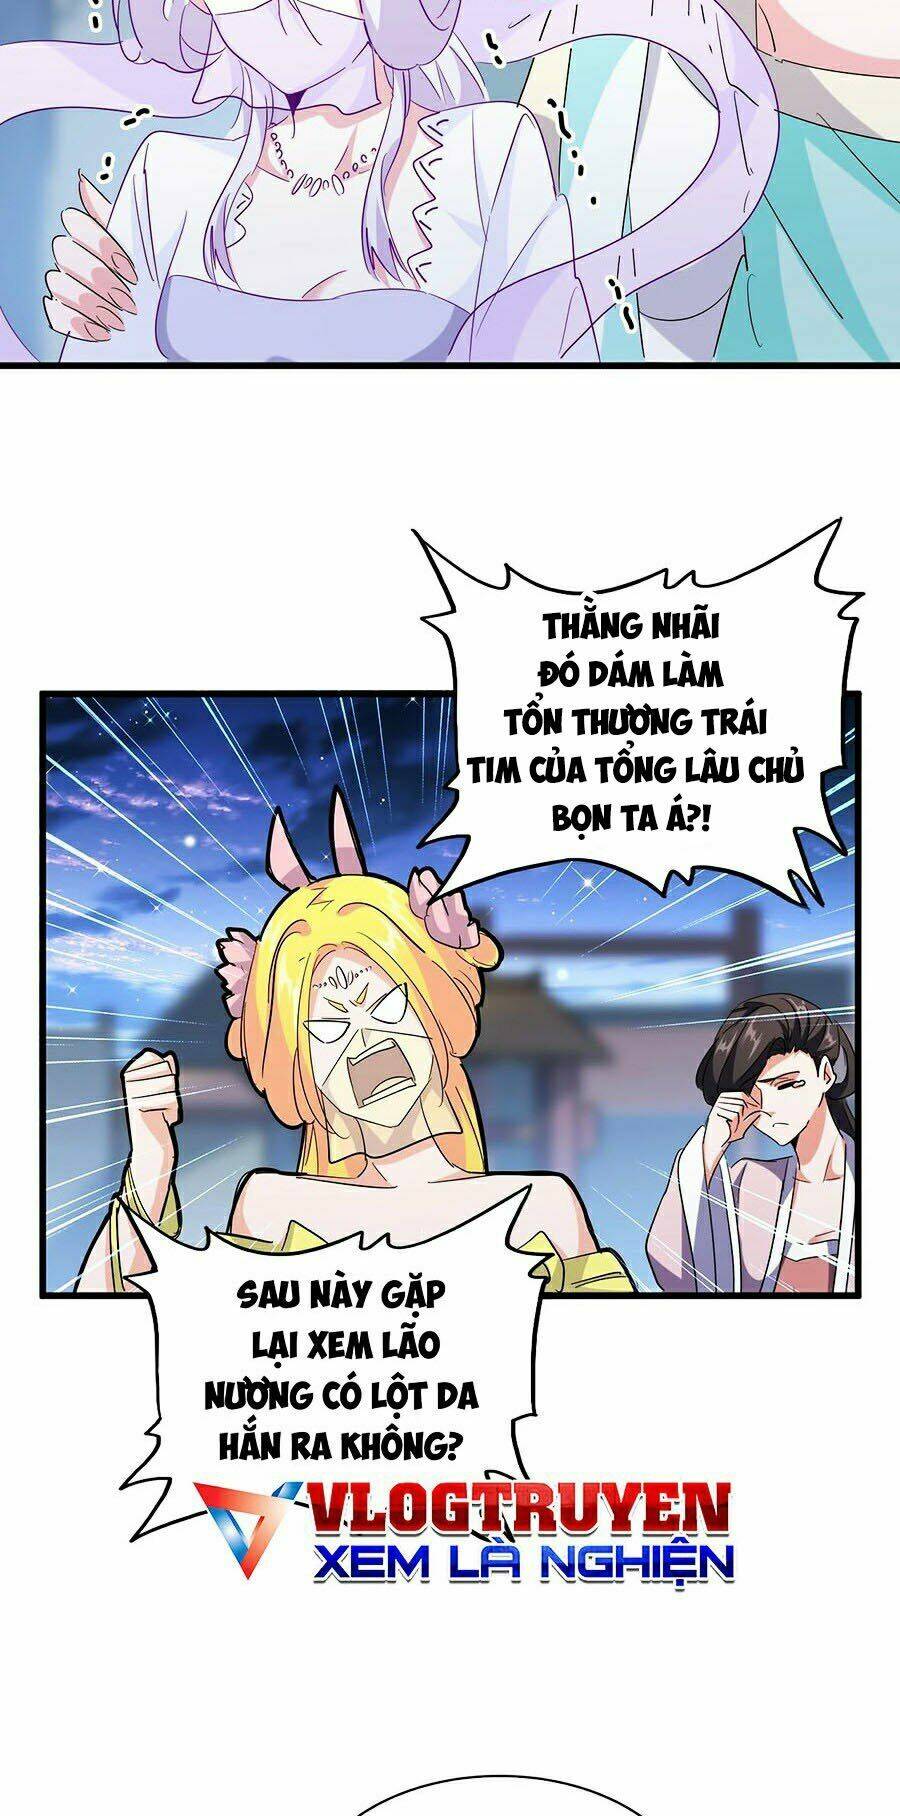 THẰNG NHÃI
ĐÓ DÁM LÀM
TỔN THƯƠNG TRÁI
TIM CỦA TỔNG LÂU CHỦ
BỌN TA Á?!
SAU NÀY GẶP
LẠI XEM LÃO
NƯƠNG CÓ LỘT DA
HẮN RA KHÔNG?
VLOGTRUYEN
XEM LÀ NGHIỆN